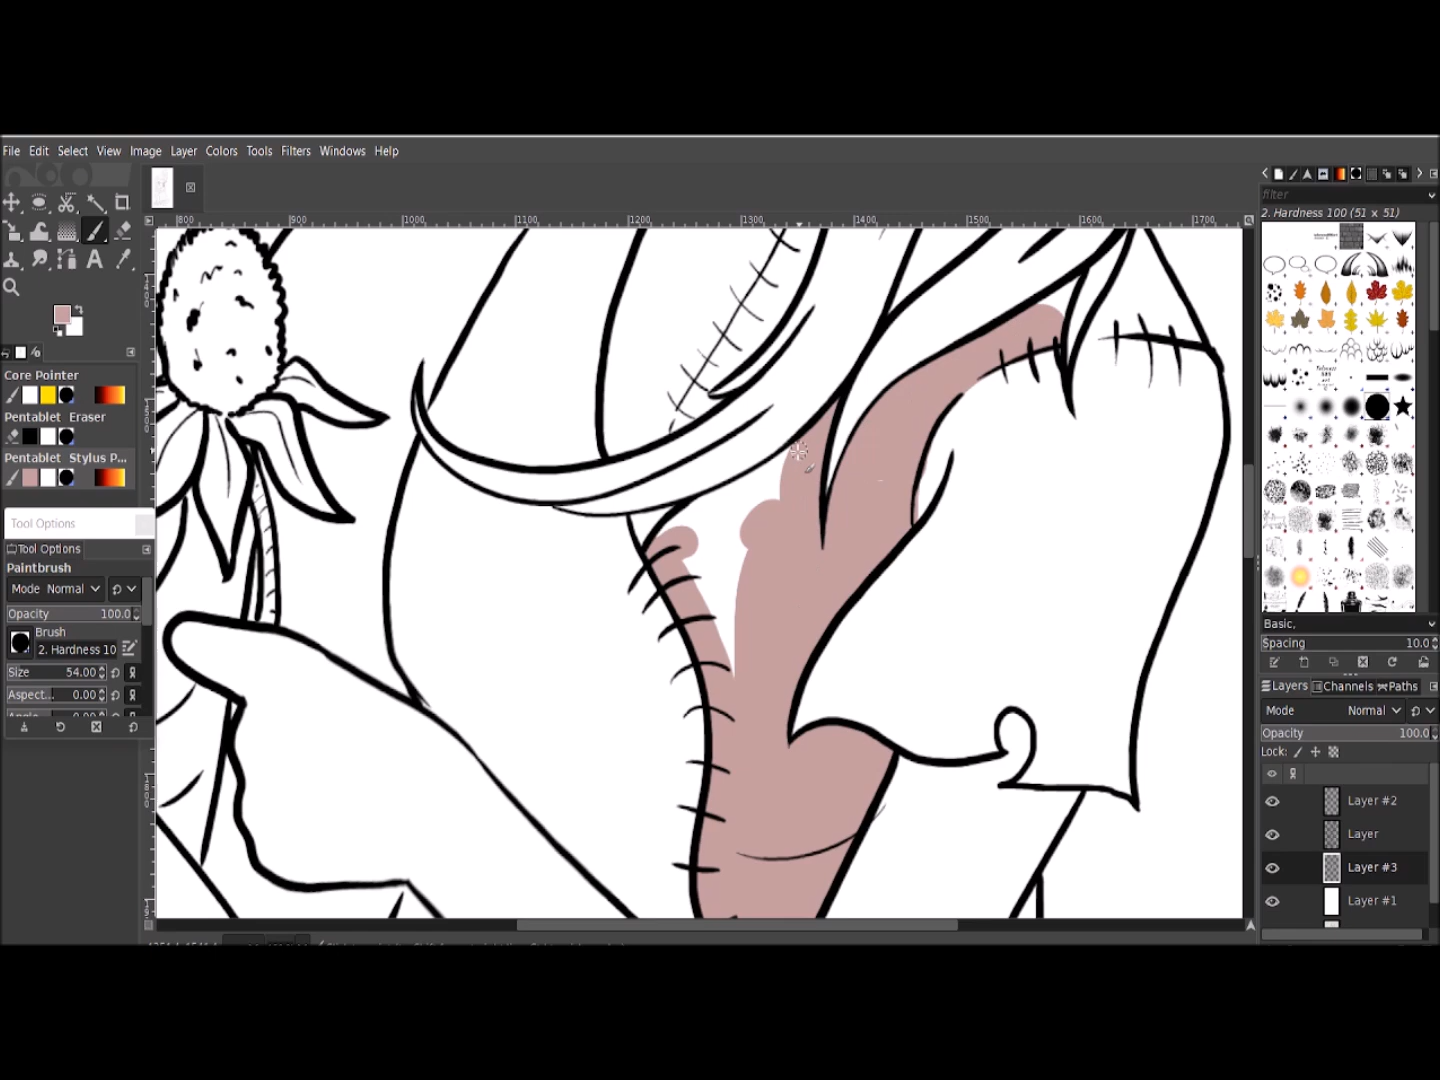 File Edit Select View Image Layer Colors Tools Filters Windows Help
800 900 1000 1100 1200 1300 1400 1500 1600 1700
filter
2. Hardness 100 (51 × 51)
Core Pointer
Pentablet Eraser
Pentablet Stylus P...
Tool Options
Tool Options
Paintbrush
Mode Normal
Opacity 100.0
Brush
2. Hardness 10
Size 54.00
Aspect... 0.00
Basic,
Spacing 10.0
Layers Channels Paths
Mode Normal
Opacity 100.0
Lock:
Layer #2
Layer
Layer #3
Layer #1